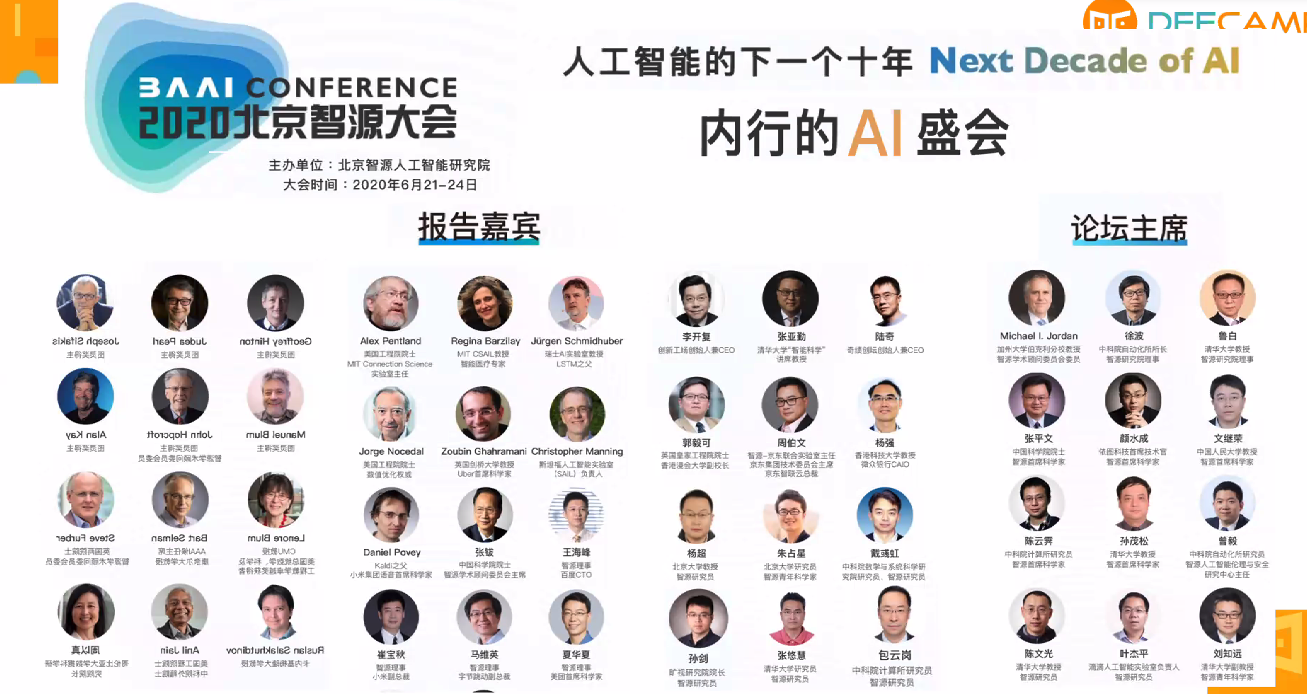 DEECAMP
BAAI CONFERENCE
2020北京智源大会
主办单位：北京智源人工智能研究院
大会时间：2020年6月21-24日
人工智能的下一个十年 Next Decade of AI
内行的AI盛会
报告嘉宾
Joseph Sifakis
图灵奖得主
Judea Pearl
图灵奖得主
Geoffrey Hinton
图灵奖得主
Alan Kay
图灵奖得主
John Hopcroft
图灵奖得主
智源学术顾问委员会委员
Manuel Blum
图灵奖得主
Steve Furber
英国两院院士
智源学术顾问委员会委员
Bart Selman
AAAI候任主席
康奈尔大学教授
Lenore Blum
CMU教授
周以真
哥伦比亚大学数据科学研
究院院长
Anil Jain
美国工程院院士
中科院外籍院士
Ruslan Salakhutdinov
卡内基梅隆大学教授
Alex Pentland
美国工程院院士
MIT Connection Science
实验室主任
Regina Barzilay
MIT CSAIL教授
智能医疗专家
Jürgen Schmidhuber
瑞士AI实验室教授
LSTM之父
Jorge Nocedal
美国工程院院士
数值优化权威
Zoubin Ghahramani
英国剑桥大学教授
Uber首席科学家
Christopher Manning
斯坦福人工智能实验室
（SAIL）负责人
Daniel Povey
Kaldi之父
小米集团语音首席科学家
张钹
中国科学院院士
智源学术顾问委员会主席
王海峰
智源理事
百度CTO
崔宝秋
智源理事
小米副总裁
马维英
智源理事
字节跳动副总裁
夏华夏
智源理事
美团首席科学家
李开复
创新工场创始人兼CEO
张亚勤
清华大学“智能科学”
讲席教授
陆奇
奇绩创坛创始人兼CEO
郭毅可
英国皇家工程院院士
香港浸会大学副校长
周伯文
智源-京东联合实验室主任
京东集团技术委员会主席
京东智联云总裁
杨强
香港科技大学教授
微众银行CAIO
杨超
北京大学教授
智源研究员
朱占星
北京大学研究员
智源青年科学家
戴彧虹
中科院数学与系统科学研
究院研究员、智源研究员
孙剑
旷视研究院院长
智源研究员
张悠慧
清华大学研究员
智源研究员
包云岗
中科院计算所研究员
智源研究员
论坛主席
Michael I. Jordan
加州大学伯克利分校教授
智源学术顾问委员会委员
徐波
中科院自动化所所长
智源研究院理事
鲁白
清华大学教授
智源研究院理事
张平文
中国科学院院士
智源首席科学家
颜水成
依图科技首席技术官
智源首席科学家
文继荣
中国人民大学教授
智源首席科学家
陈云霁
中科院计算所研究员
智源首席科学家
孙茂松
清华大学教授
智源首席科学家
曾毅
中科院自动化所研究员
智源人工智能伦理与安全
研究中心主任
陈文光
清华大学教授
智源研究员
叶杰平
滴滴人工智能实验室负责人
智源研究员
刘知远
清华大学副教授
智源青年科学家